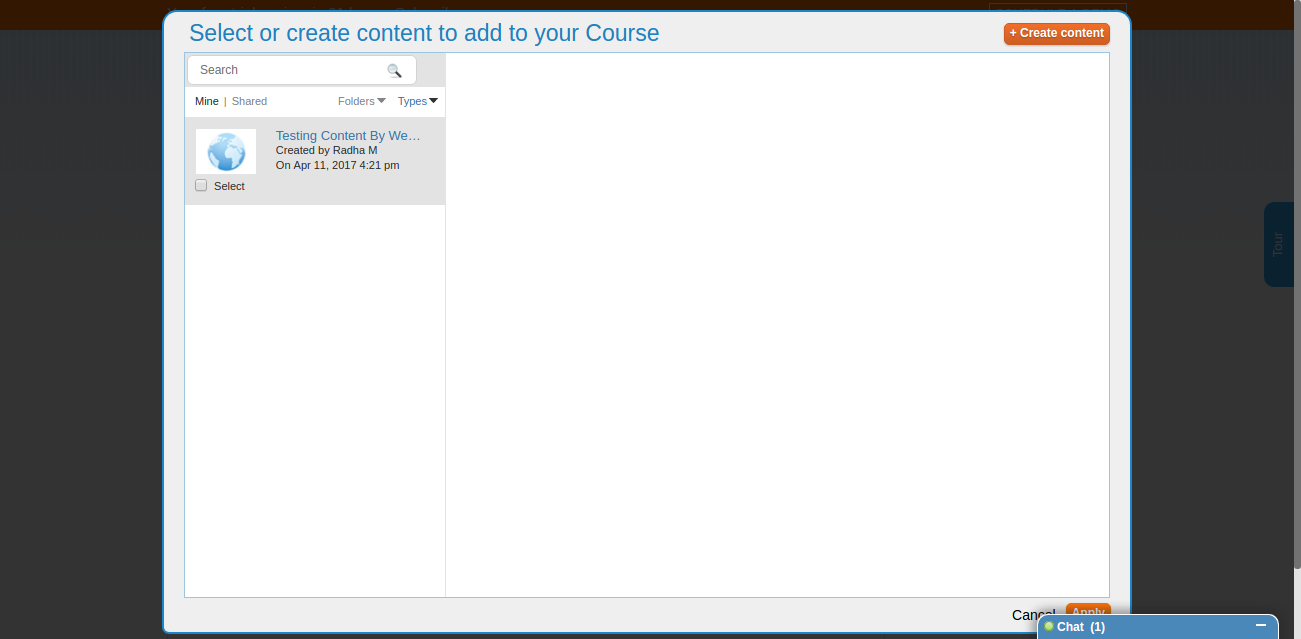 Select or create content to add to your Course
+ Create content
Search
Mine | Shared
Folders
Types
Testing Content By We...
Created by Radha M
On Apr 11, 2017 4:21 pm
Select
Tour
Cancel
Apply
Chat (1)